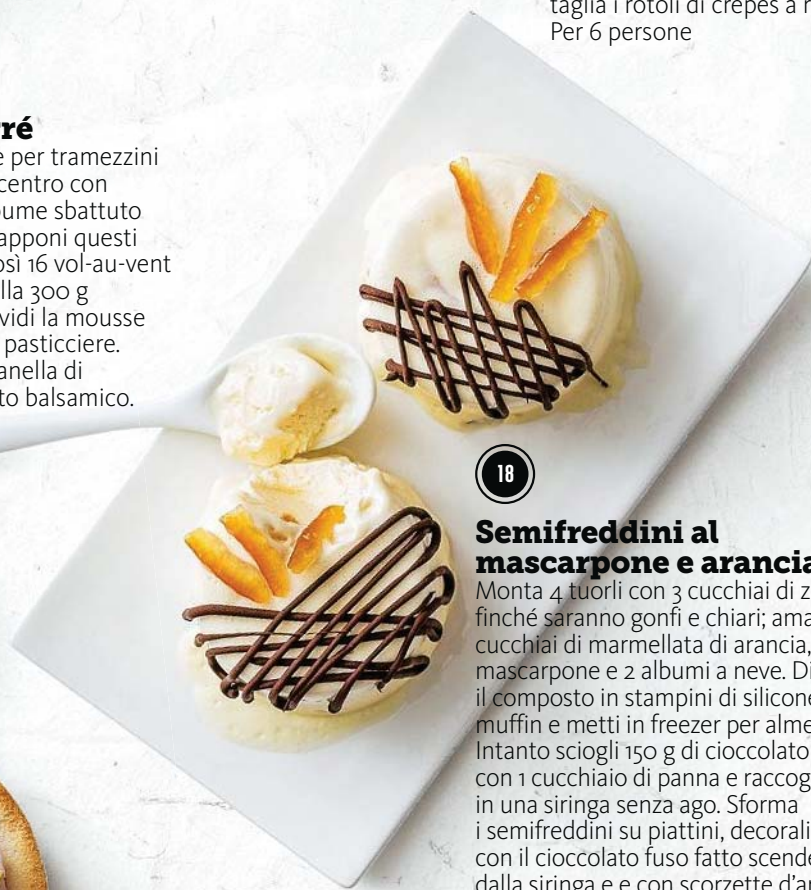 taglia i rotoli di crêpes a
Per 6 persone
ré
e per tramezzini
centro con
ume sbattuto
apponi questi
osì 16 vol-au-vent
lla 300 g
vidi la mousse
pasticciere.
anella di
to balsamico.
18
Semifreddini al
mascarpone e arancia
Monta 4 tuorli con 3 cucchiai di z
finché saranno gonfi e chiari; ama
cucchiai di marmellata di arancia,
mascarpone e 2 albumi a neve. Di
il composto in stampini di silicone
muffin e metti in freezer per alme
Intanto sciogli 150 g di cioccolato
con 1 cucchiaio di panna e raccog
in una siringa senza ago. Sforma
i semifreddini su piattini, decorali
con il cioccolato fuso fatto scende
dalla siringa e e con scorzette d'a